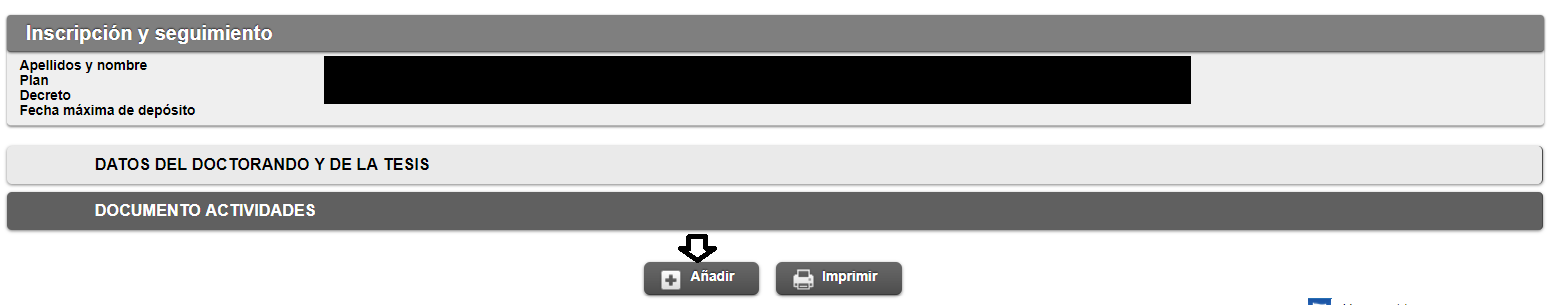 Inscripción y seguimiento
Apellidos y nombre
Plan
Decreto
Fecha máxima de depósito
DATOS DEL DOCTORANDO Y DE LA TESIS
DOCUMENTO ACTIVIDADES
Añadir
Imprimir